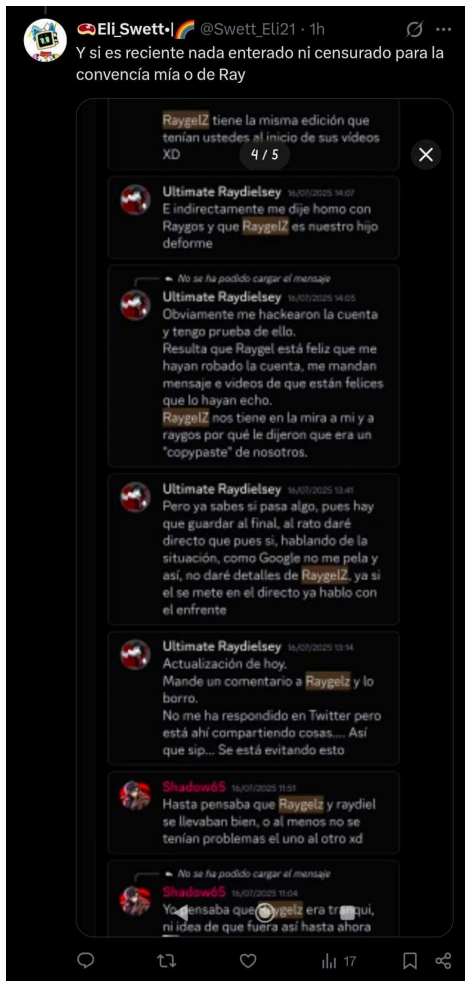 Eli_Swett•| @Swett_Eli21 · 1h
Y si es reciente nada enterado ni censurado para la
convencía mía o de Ray
RaygelZ tiene la misma edición que
tenían ustedes al inicio de sus vídeos
XD
4 / 5
Ultimate Raydielsey 16/07/2025 14:07
E indirectamente me dije homo con
Raygos y que RaygelZ es nuestro hijo
deforme
No se ha podido cargar el mensaje
Ultimate Raydielsey 16/07/2025 14:05
Obviamente me hackearon la cuenta
y tengo prueba de ello.
Resulta que Raygel está feliz que me
hayan robado la cuenta, me mandan
mensaje e videos de que están felices
que lo hayan echo.
RaygelZ nos tiene en la mira a mi y a
raygos por qué le dijeron que era un
"copypaste" de nosotros.
Ultimate Raydielsey 16/07/2025 13:41
Pero ya sabes si pasa algo, pues hay
que guardar al final, al rato daré
directo que pues si, hablando de la
situación, como Google no me pela y
así, no daré detalles de RaygelZ, ya si
el se mete en el directo ya hablo con
el enfrente
Ultimate Raydielsey 16/07/2025 13:14
Actualización de hoy.
Mande un comentario a Raygelz y lo
borro.
No me ha respondido en Twitter pero
está ahí compartiendo cosas.... Así
que sip... Se está evitando esto
Shadow65 16/07/2025 11:51
Hasta pensaba que Raygelz y raydiel
se llevaban bien, o al menos no se
tenían problemas el uno al otro xd
No se ha podido cargar el mensaje
Shadow65 16/07/2025 11:04
Yo pensaba que Raygelz era tranqui,
ni idea de que fuera así hasta ahora
17